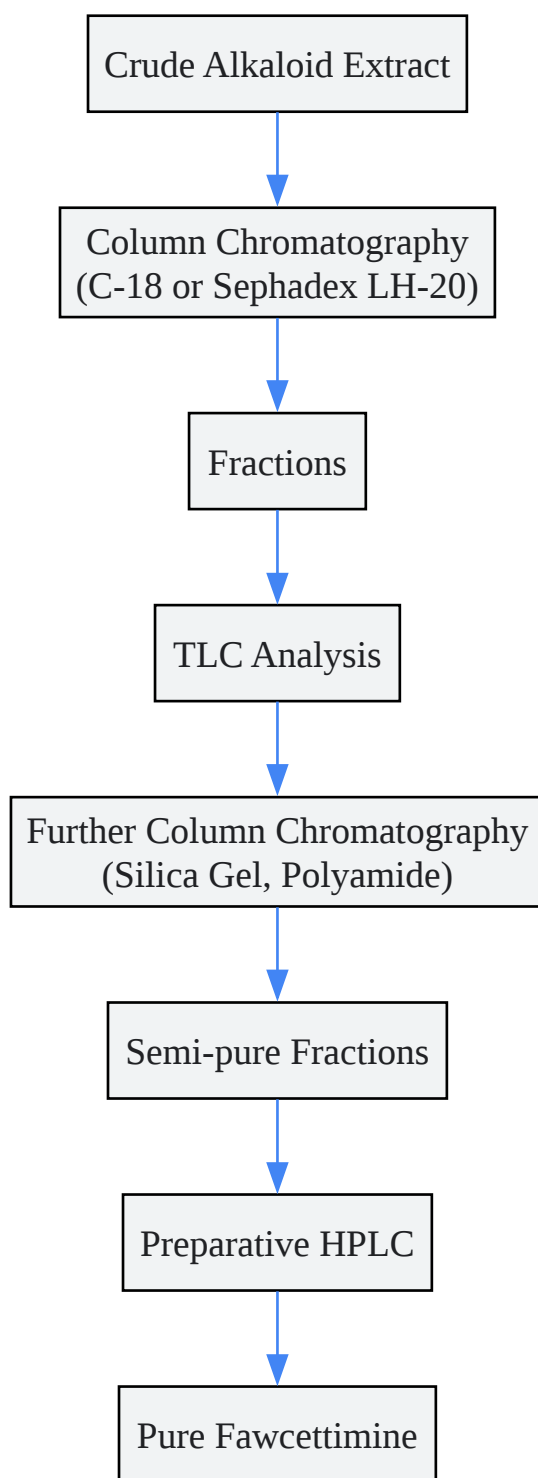 Crude Alkaloid Extract
Column Chromatography
(C-18 or Sephadex LH-20)
Fractions
TLC Analysis
Further Column Chromatography
(Silica Gel, Polyamide)
Semi-pure Fractions
Preparative HPLC
Pure Fawcettimine